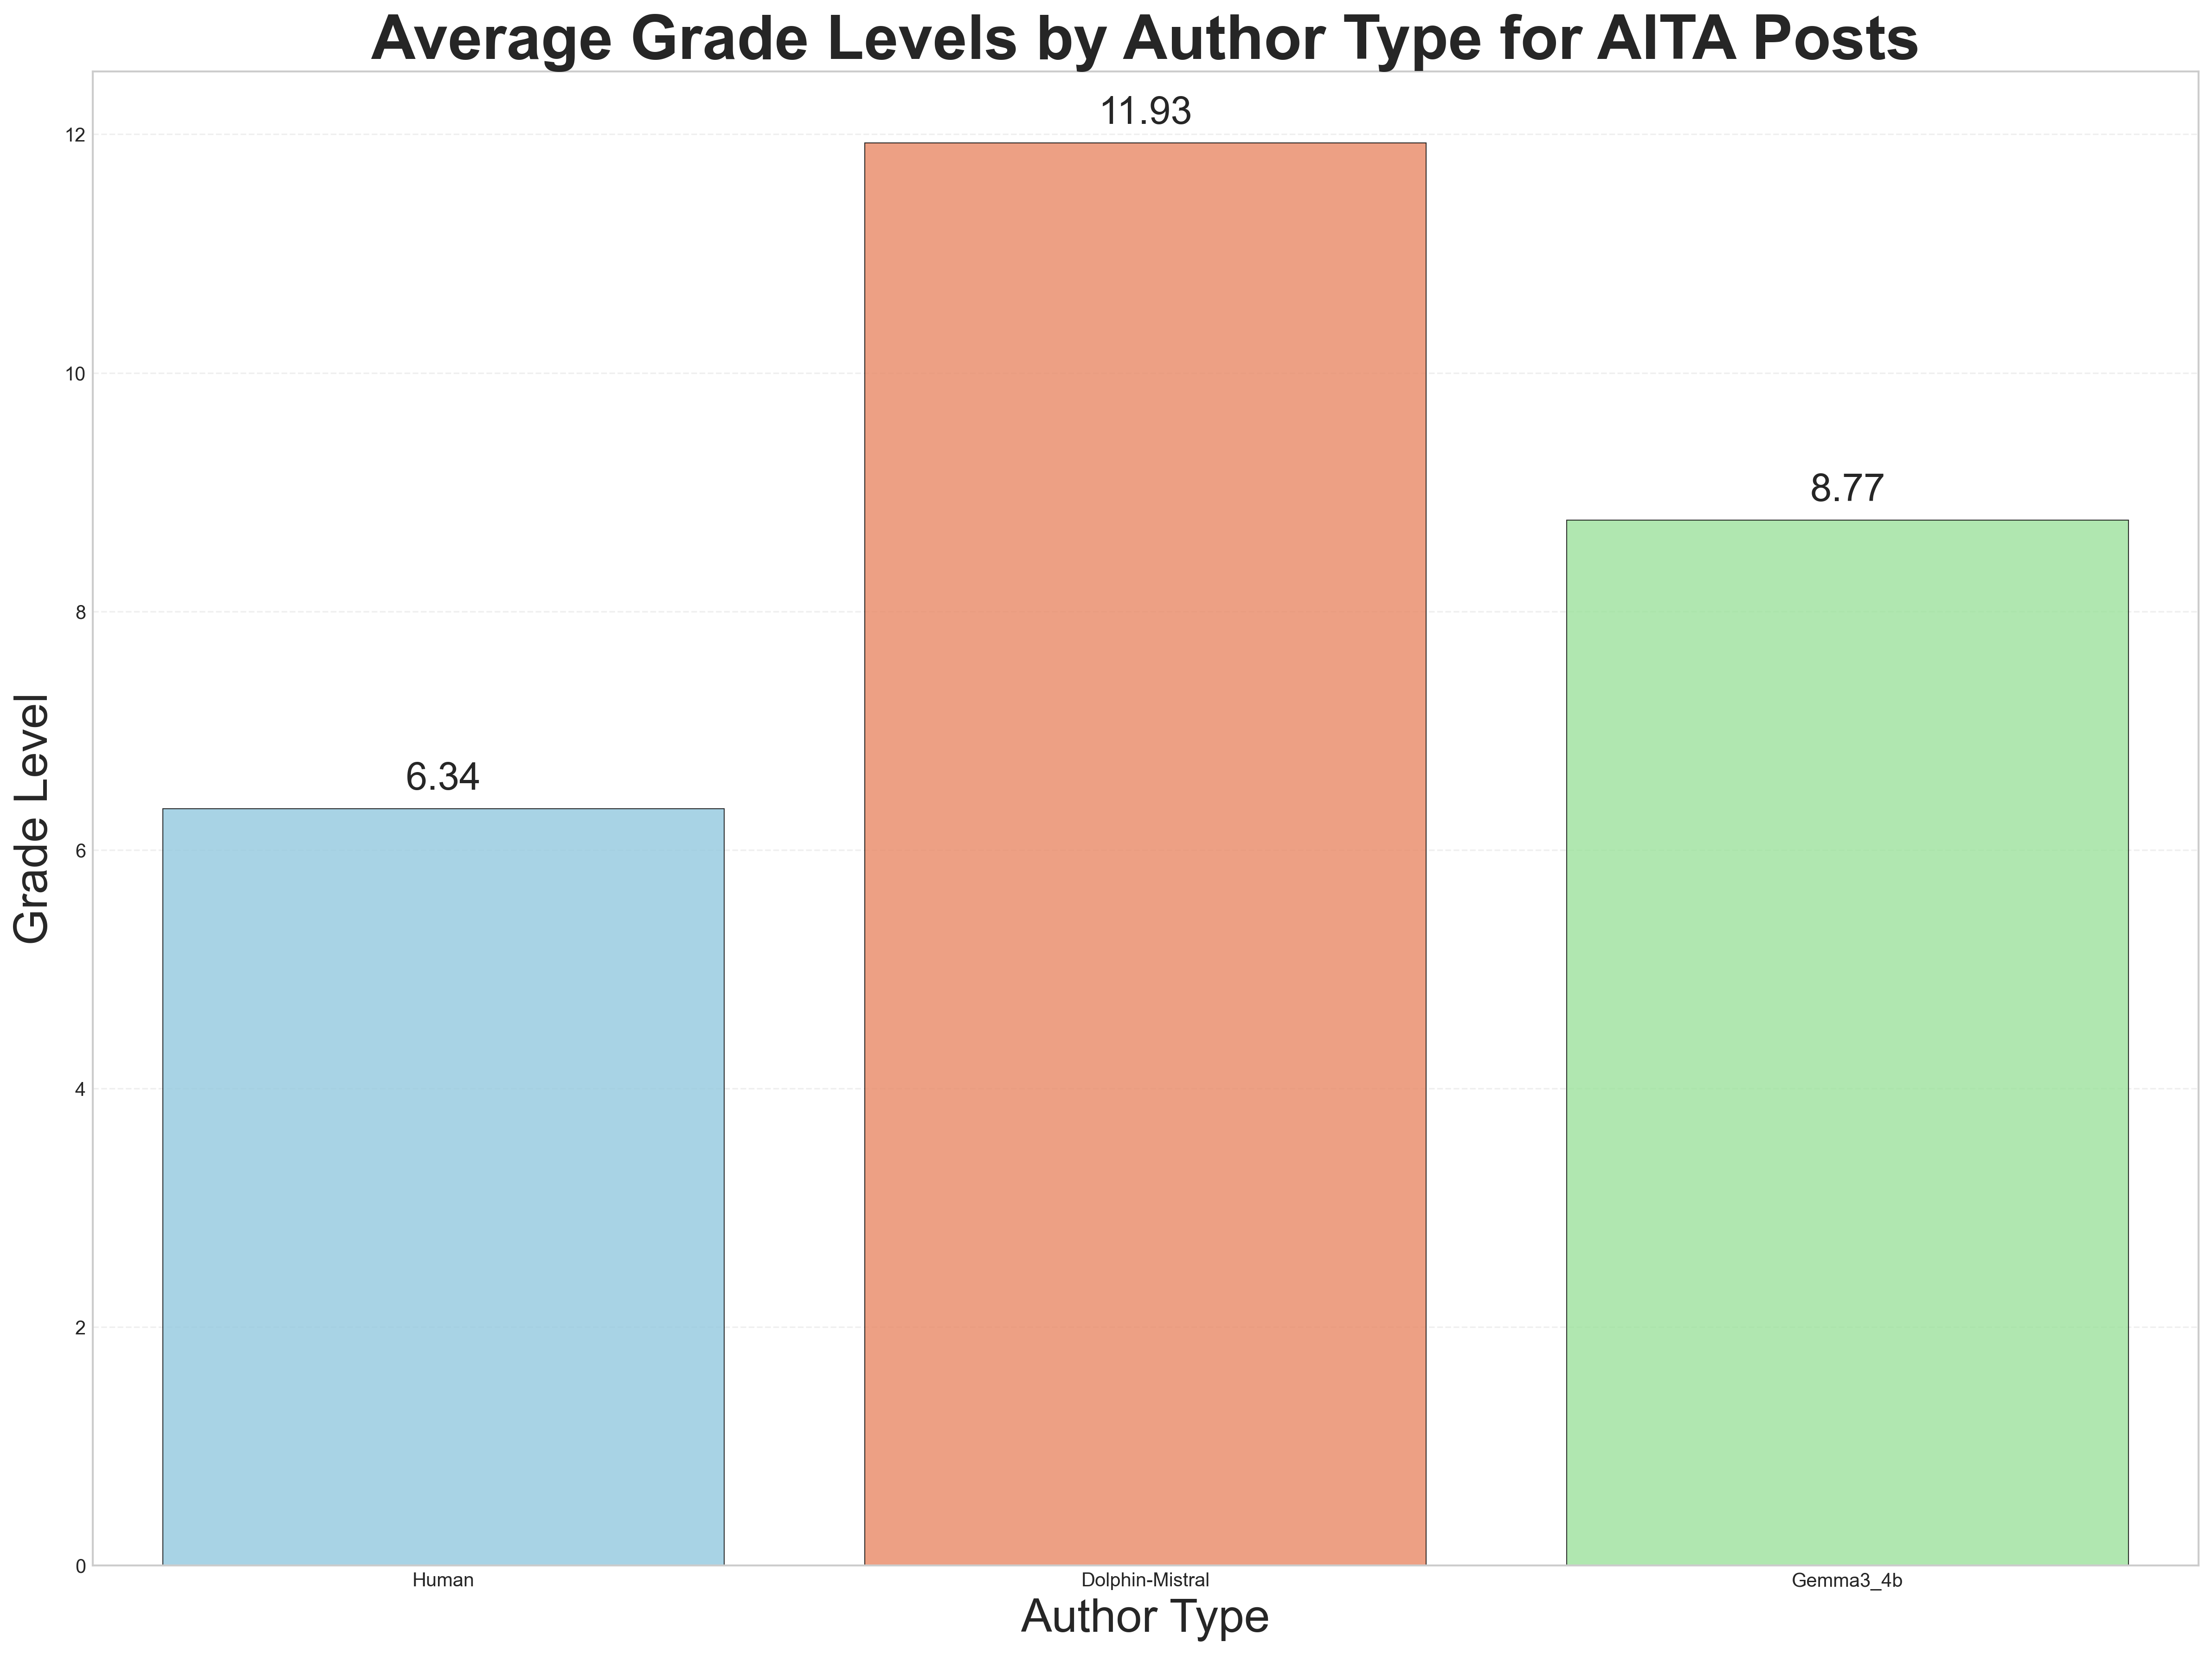 Average Grade Levels by Author Type for AITA Posts
11.93
12
10
8.77
8
Grade Level
6.34
6
4
2
0
Human
Dolphin-Mistral
Gemma3_4b
Author Type